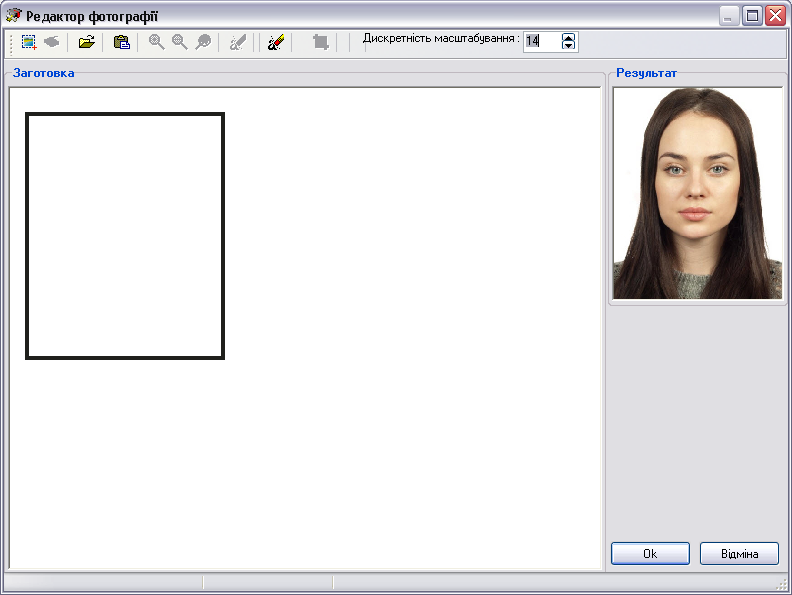 Редактор фотографії
Дискретність масштабування :
14
Заготовка
Результат
Ok
Відміна